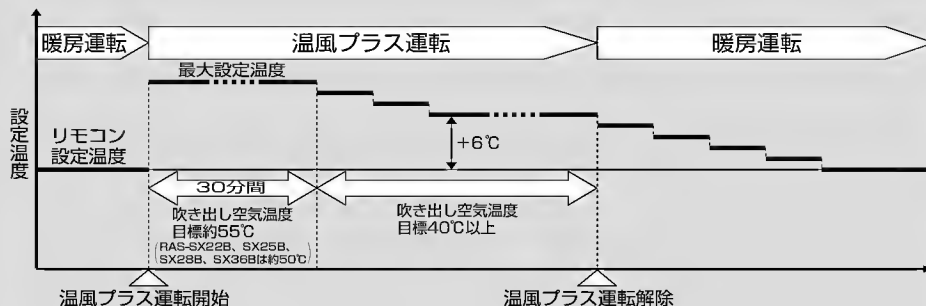 暖房運転
温風プラス運転
暖房運転
最大設定温度
設定温度
リモコン
設定温度
+6℃
30分間
吹き出し空気温度
目標約55℃
(RAS-SX22B、SX25B、
SX28B、SX36Bは約50℃)
吹き出し空気温度
目標40℃以上
温風プラス運転開始
温風プラス運転解除